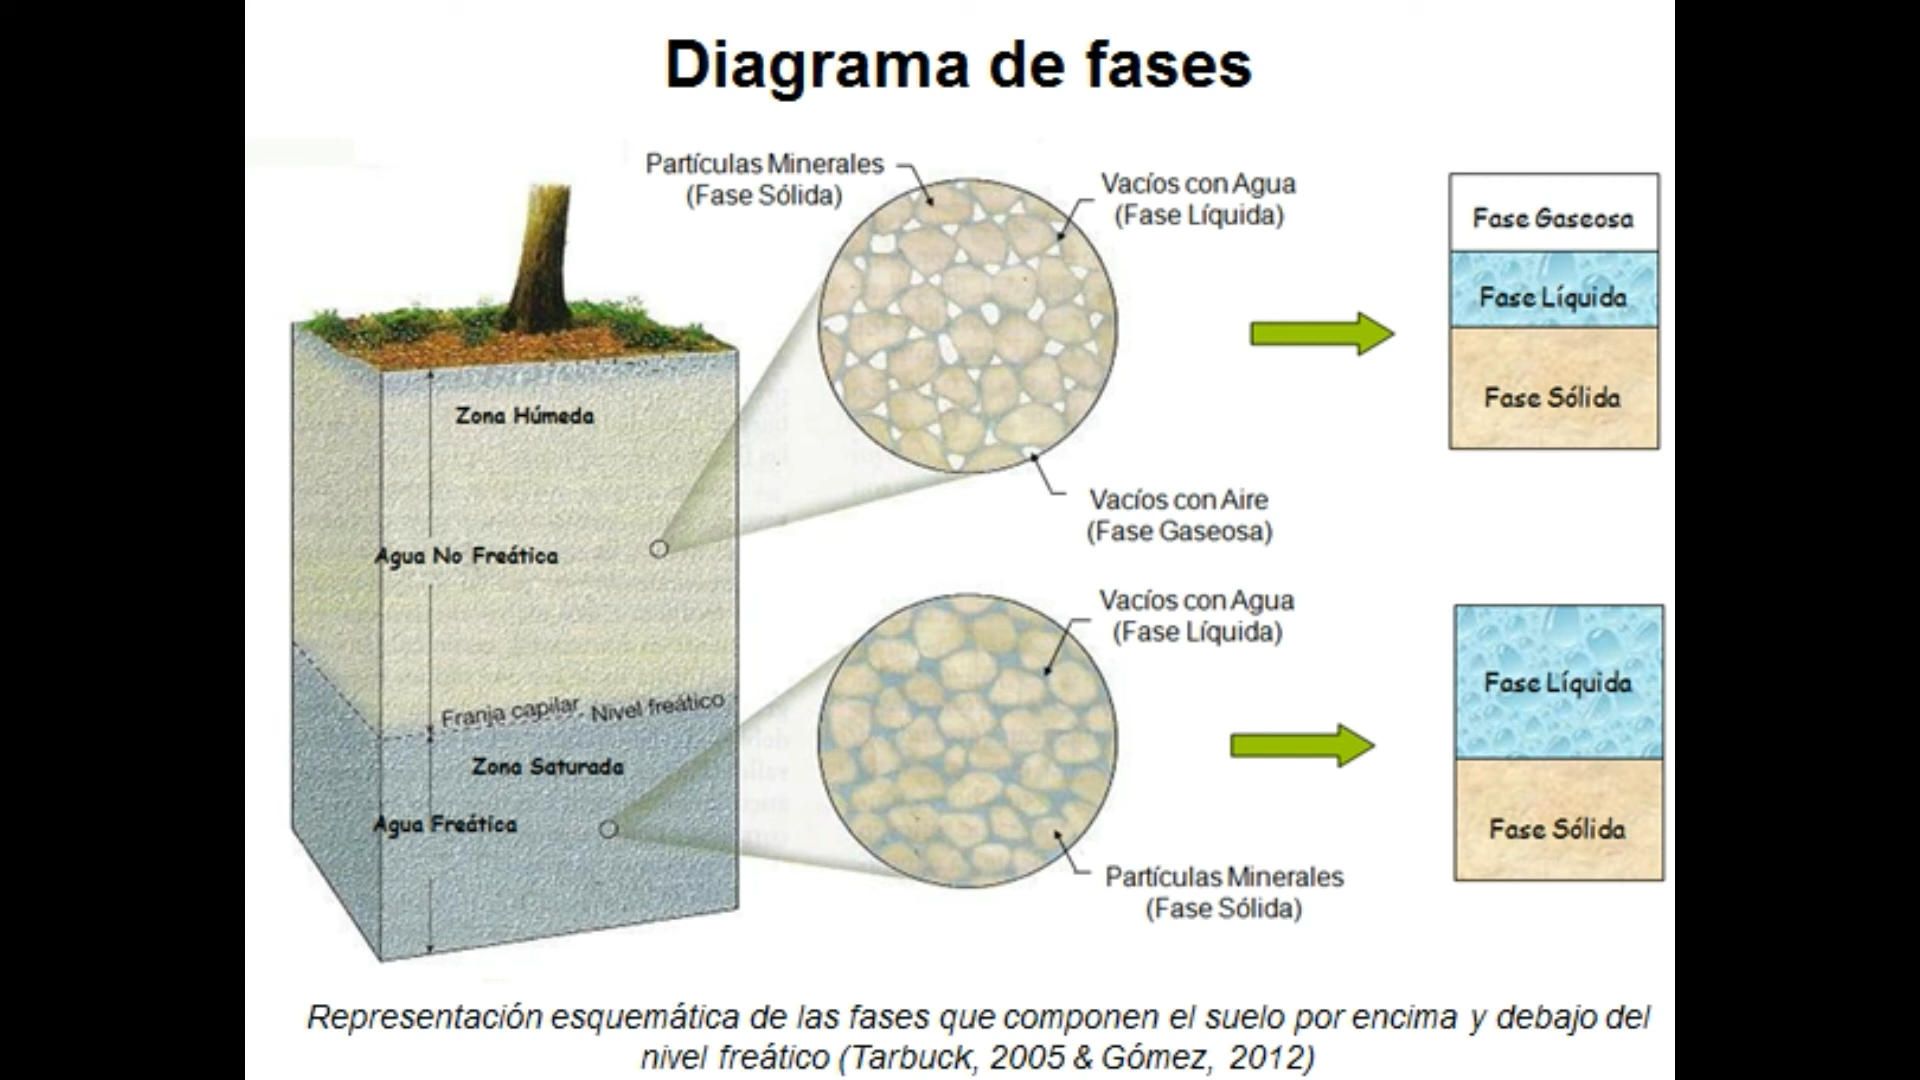 Diagrama de fases
Partículas Minerales
(Fase Sólida)
Vacíos con Agua
(Fase Líquida)
Fase Gaseosa
Fase Líquida
Fase Sólida
Zona Húmeda
Vacíos con Aire
(Fase Gaseosa)
Agua No Freática
Vacíos con Agua
(Fase Líquida)
Franja capilar
Nivel freático
Fase Líquida
Fase Sólida
Zona Saturada
Agua Freática
Partículas Minerales
(Fase Sólida)
Representación esquemática de las fases que componen el suelo por encima y debajo del
nivel freático (Tarbuck, 2005 & Gómez, 2012)